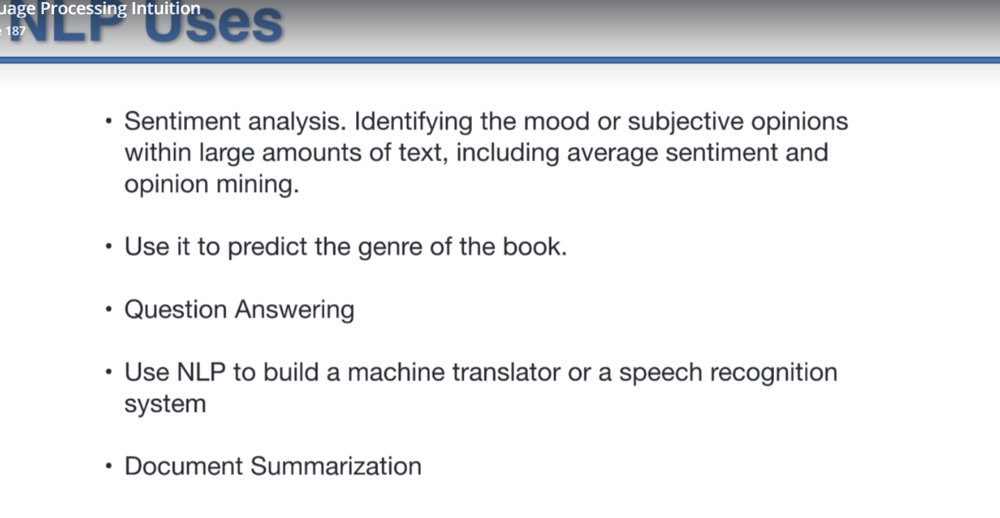 uage Processing Intuition
NLP Uses
187
• Sentiment analysis. Identifying the mood or subjective opinions
within large amounts of text, including average sentiment and
opinion mining.
• Use it to predict the genre of the book.
• Question Answering
• Use NLP to build a machine translator or a speech recognition
system
• Document Summarization